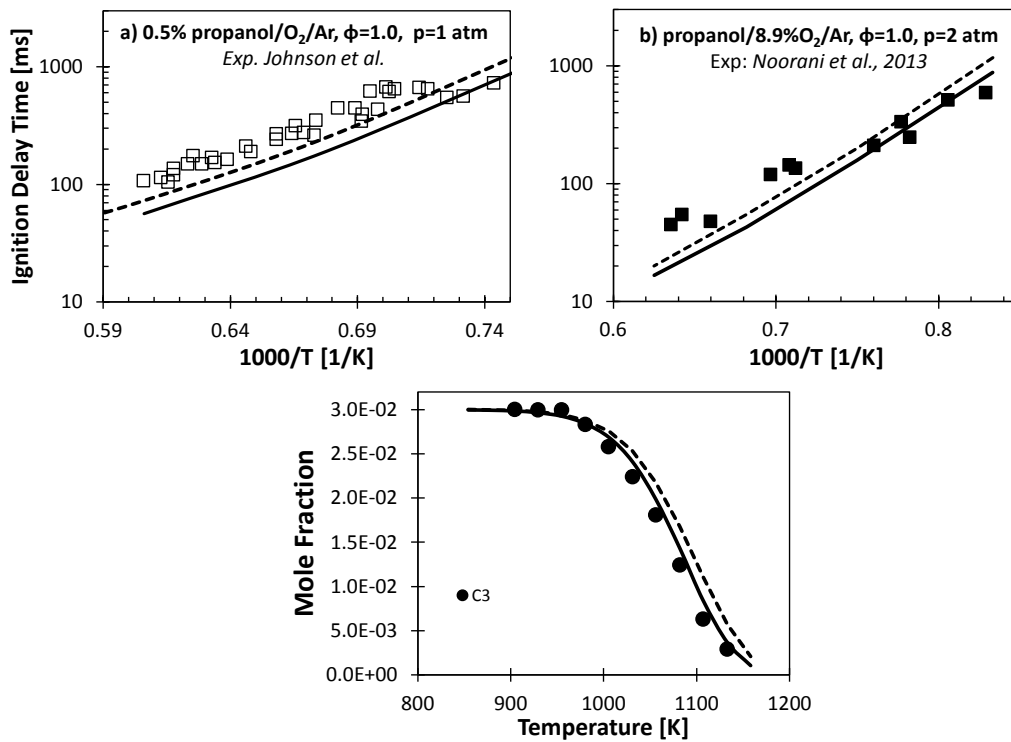 a) 0.5% propanol/O₂/Ar, ϕ=1.0, p=1 atm
Exp. Johnson et al.
Ignition Delay Time [ms]
1000
100
10
0.59
0.64
0.69
0.74
1000/T [1/K]
b) propanol/8.9%O₂/Ar, ϕ=1.0, p=2 atm
Exp: Noorani et al., 2013
1000
100
10
0.6
0.7
0.8
1000/T [1/K]
Mole Fraction
3.0E-02
2.5E-02
2.0E-02
1.5E-02
1.0E-02
5.0E-03
0.0E+00
C3
800
900
1000
1100
1200
Temperature [K]